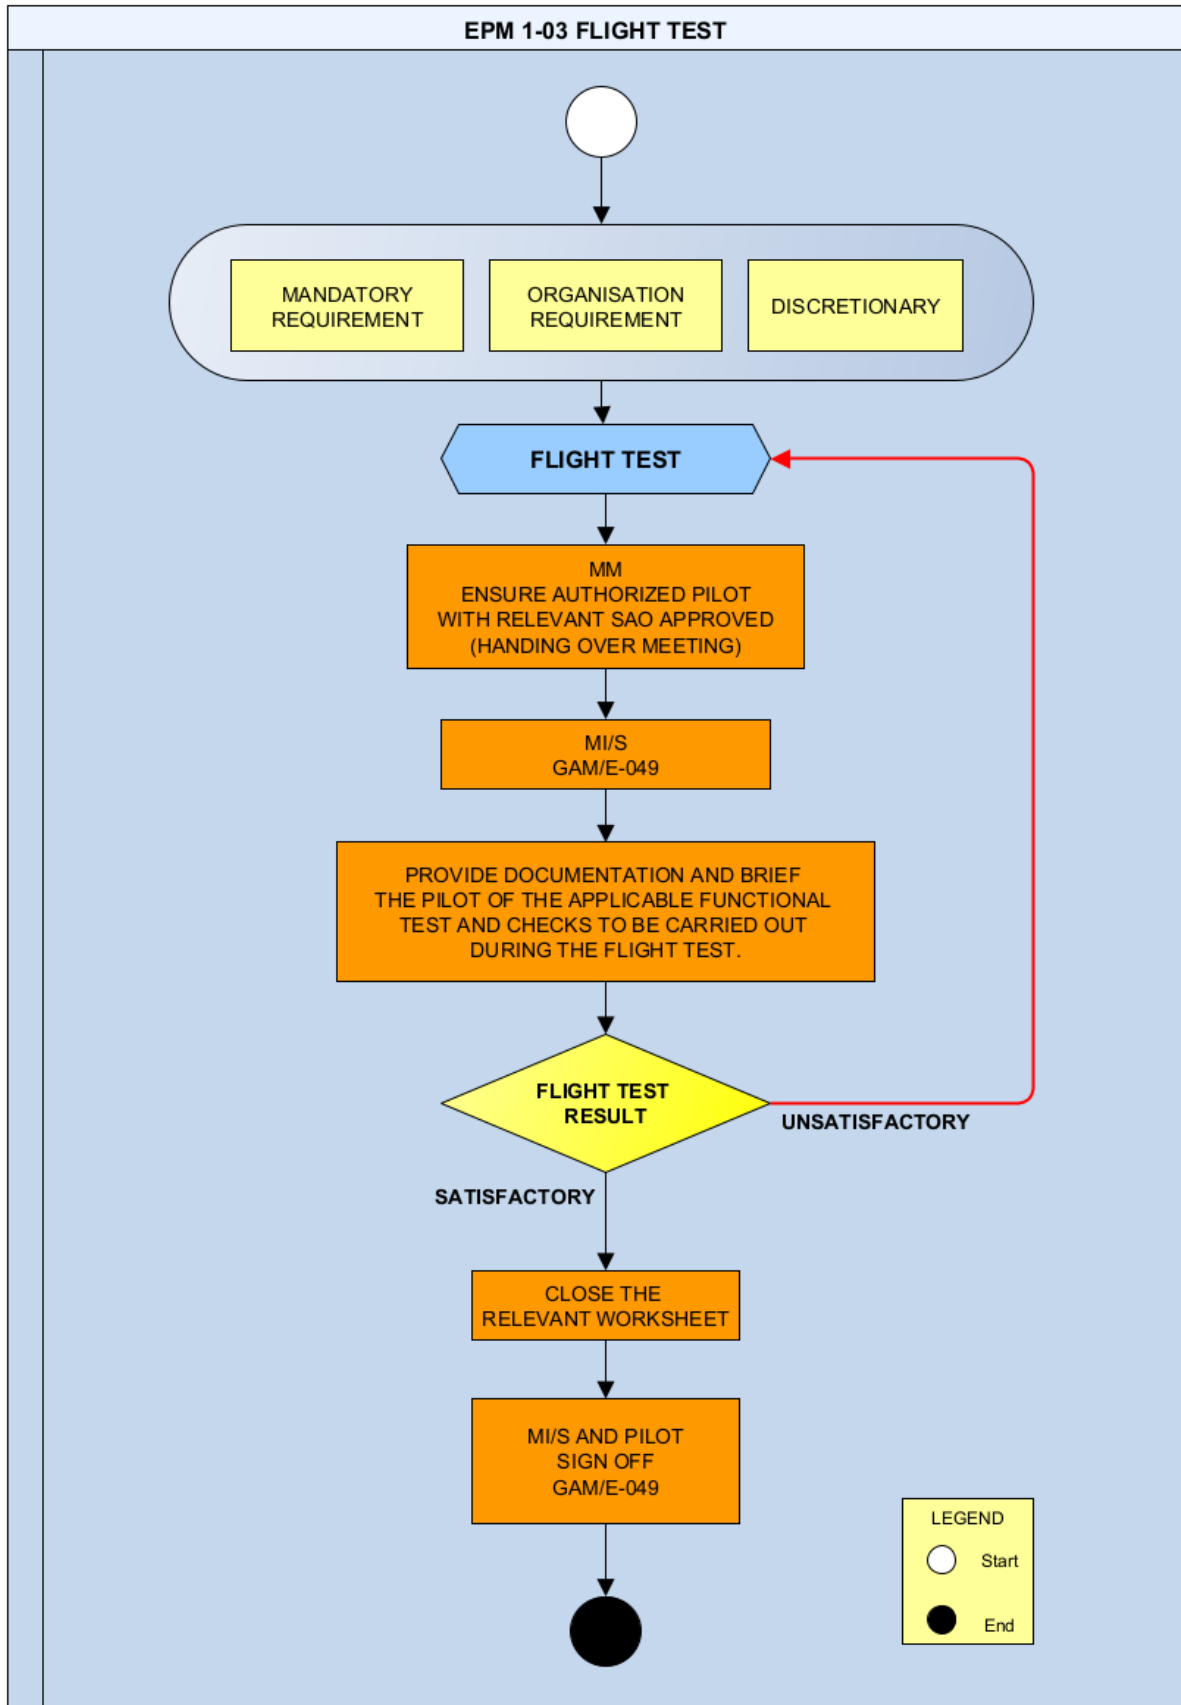 EPM 1-03 FLIGHT TEST
MANDATORY
REQUIREMENT
ORGANISATION
REQUIREMENT
DISCRETIONARY
FLIGHT TEST
MM
ENSURE AUTHORIZED PILOT
WITH RELEVANT SAO APPROVED
(HANDING OVER MEETING)
MI/S
GAM/E-049
PROVIDE DOCUMENTATION AND BRIEF
THE PILOT OF THE APPLICABLE FUNCTIONAL
TEST AND CHECKS TO BE CARRIED OUT
DURING THE FLIGHT TEST.
FLIGHT TEST
RESULT
UNSATISFACTORY
SATISFACTORY
CLOSE THE
RELEVANT WORKSHEET
MI/S AND PILOT
SIGN OFF
GAM/E-049
LEGEND
Start
End